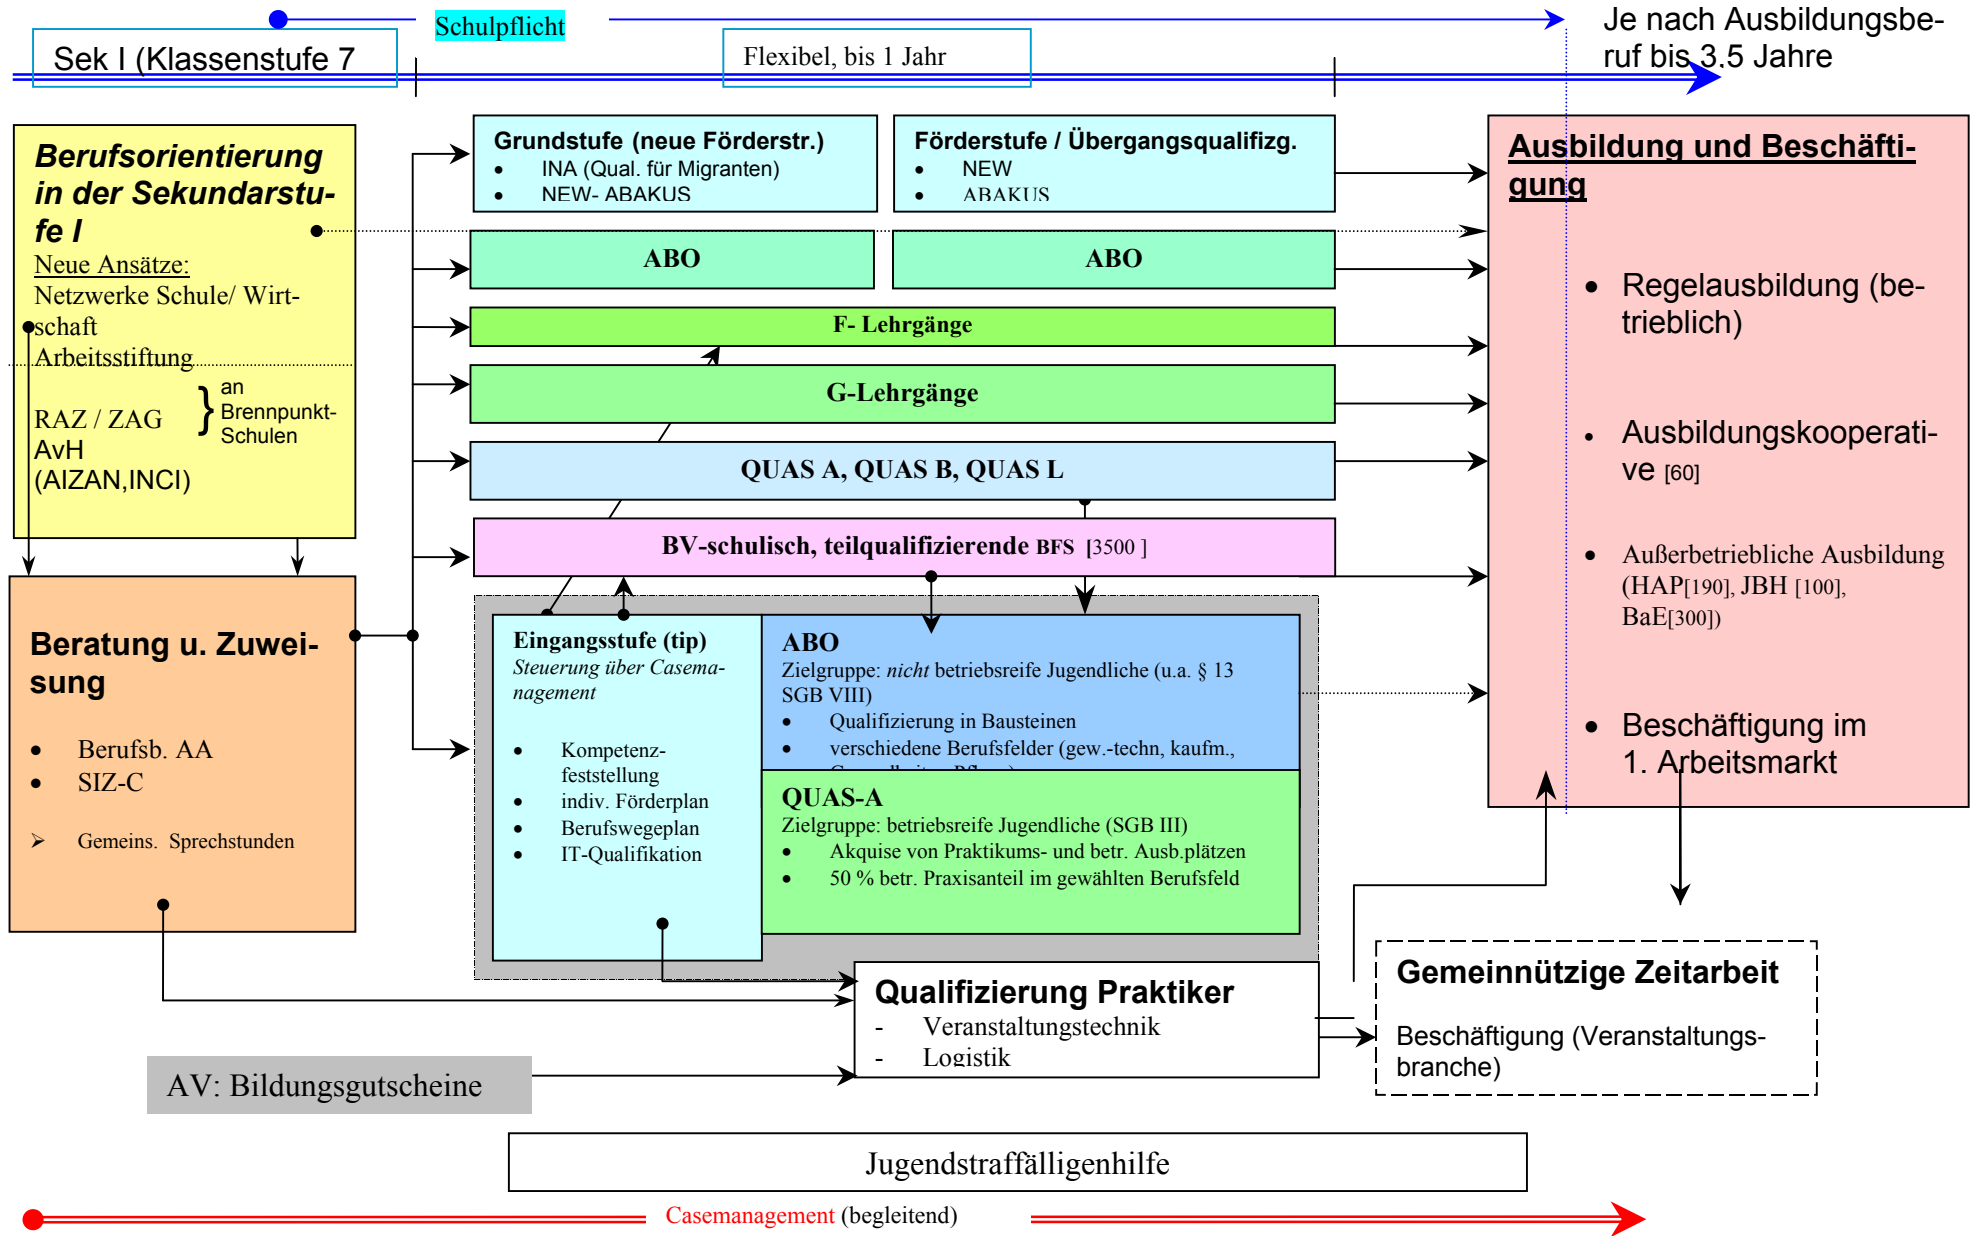 Schulpflicht
Je nach Ausbildungsbe-
ruf bis 3,5 Jahre
Sek I (Klassenstufe 7
Flexibel, bis 1 Jahr
Berufsorientierung
in der Sekundarstu-
fe I
Neue Ansätze:
Netzwerke Schule/ Wirt-
schaft
Arbeitsstiftung
RAZ / ZAG
AvH
(AIZAN,INCI)
} an
Brennpunkt-
Schulen
Beratung u. Zuwei-
sung
• Berufsb. AA
• SIZ-C
➢ Gemeins. Sprechstunden
Grundstufe (neue Förderstr.)
• INA (Qual. für Migranten)
• NEW- ABAKUS
Förderstufe / Übergangsqualifizg.
• NEW
• ABAKUS
ABO
ABO
F- Lehrgänge
G-Lehrgänge
QUAS A, QUAS B, QUAS L
BV-schulisch, teilqualifizierende BFS [3500 ]
Eingangsstufe (tip)
Steuerung über Casema-
nagement
• Kompetenz-
feststellung
• indiv. Förderplan
• Berufswegeplan
• IT-Qualifikation
ABO
Zielgruppe: nicht betriebsreife Jugendliche (u.a. § 13
SGB VIII)
• Qualifizierung in Bausteinen
• verschiedene Berufsfelder (gew.-techn, kaufm.,
QUAS-A
Zielgruppe: betriebsreife Jugendliche (SGB III)
• Akquise von Praktikums- und betr. Ausb.plätzen
• 50 % betr. Praxisanteil im gewählten Berufsfeld
Qualifizierung Praktiker
- Veranstaltungstechnik
- Logistik
Ausbildung und Beschäfti-
gung
• Regelausbildung (be-
trieblich)
• Ausbildungskooperati-
ve [60]
• Außerbetriebliche Ausbildung
(HAP[190], JBH [100],
BaE[300])
• Beschäftigung im
1. Arbeitsmarkt
Gemeinnützige Zeitarbeit
Beschäftigung (Veranstaltungs-
branche)
AV: Bildungsgutscheine
Jugendstraffälligenhilfe
Casemanagement (begleitend)